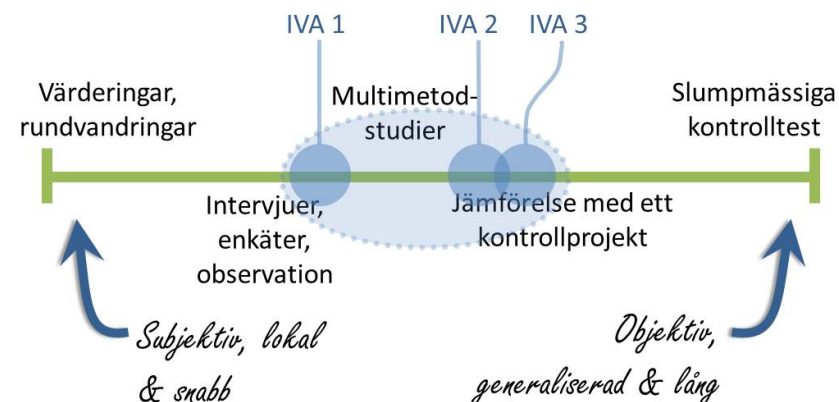 IVA 1
IVA 2
IVA 3
Värderingar,
rundvandringar
Multimetod-
studier
Slumpmässiga
kontrolltest
Intervjuer,
enkäter,
observation
Jämförelse med ett
kontrollprojekt
Subjektiv, lokal
& snabb
Objektiv,
generaliserad & lång